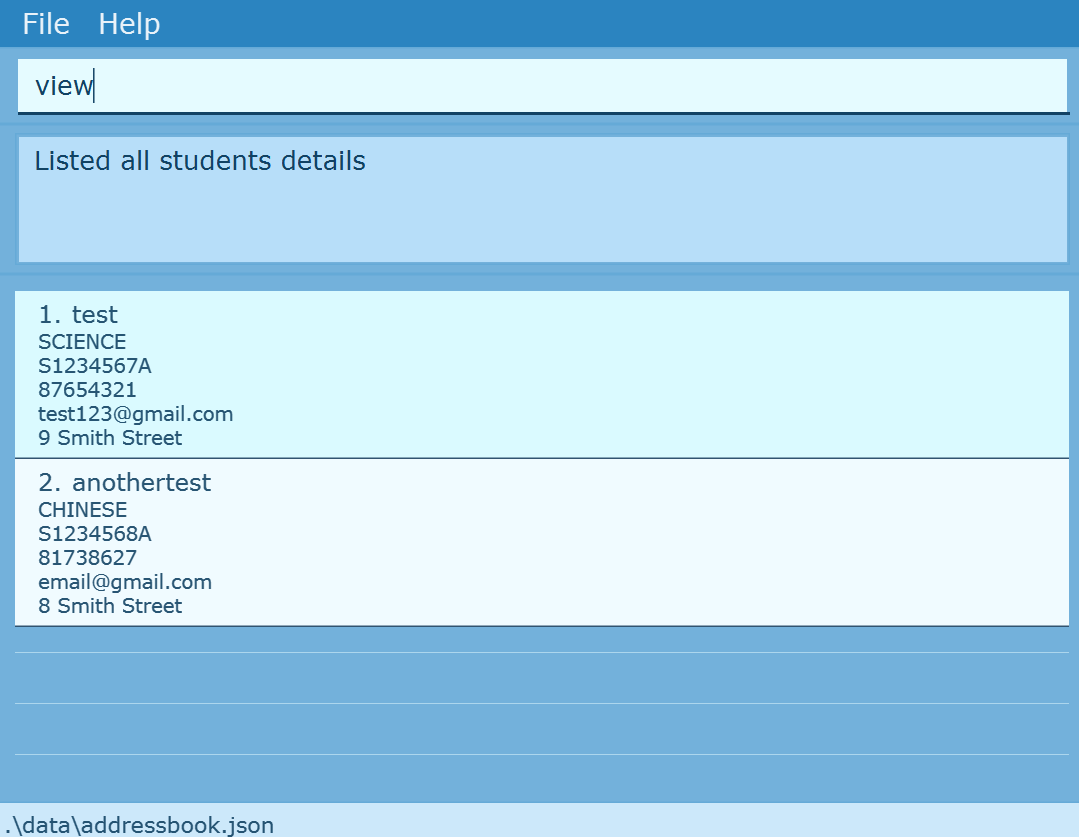 File Help
view
Listed all students details
1. test
SCIENCE
S1234567A
87654321
test123@gmail.com
9 Smith Street
2. anothertest
CHINESE
S1234568A
81738627
email@gmail.com
8 Smith Street
.\data\addressbook.json